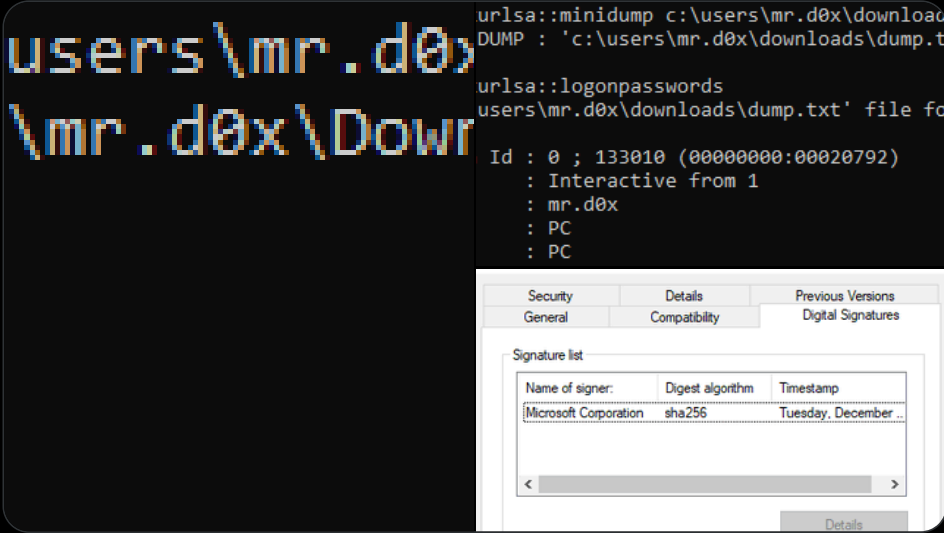 users\mr.d0x
\mr.d0x\Down
urlsa::minidump c:\users\mr.d0x\download
DUMP : 'c:\users\mr.d0x\downloads\dump.t
urlsa::logonpasswords
users\mr.d0x\downloads\dump.txt' file fo
Id : 0 ; 133010 (00000000:00020792)
: Interactive from 1
: mr.d0x
: PC
: PC
Security Details Previous Versions
General Compatibility Digital Signatures
Signature list
Name of signer: Digest algorithm Timestamp
Microsoft Corporation sha256 Tuesday, December ..
Details